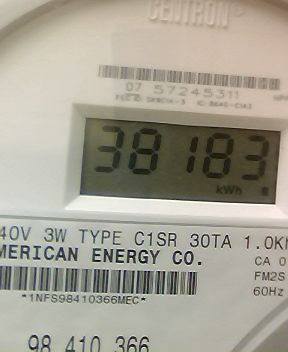 CENTRON®
07 57245311
38183
kWh
40V 3W TYPE C1SR 30TA 1.0K
MERICAN ENERGY CO.
CA 0
FM2S
60Hz
*1NFS98410366MEC*
98 410 366